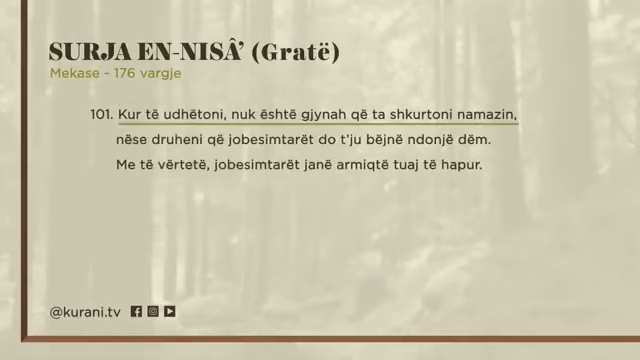 SURJA EN-NISÂ’ (Gratë)
Mekase - 176 vargje
101. Kur të udhëtoni, nuk është gjynah që ta shkurtoni namazin,
nëse druheni që jobesimtarët do t’ju bëjnë ndonjë dëm.
Me të vërtetë, jobesimtarët janë armiqtë tuaj të hapur.
@kurani.tv